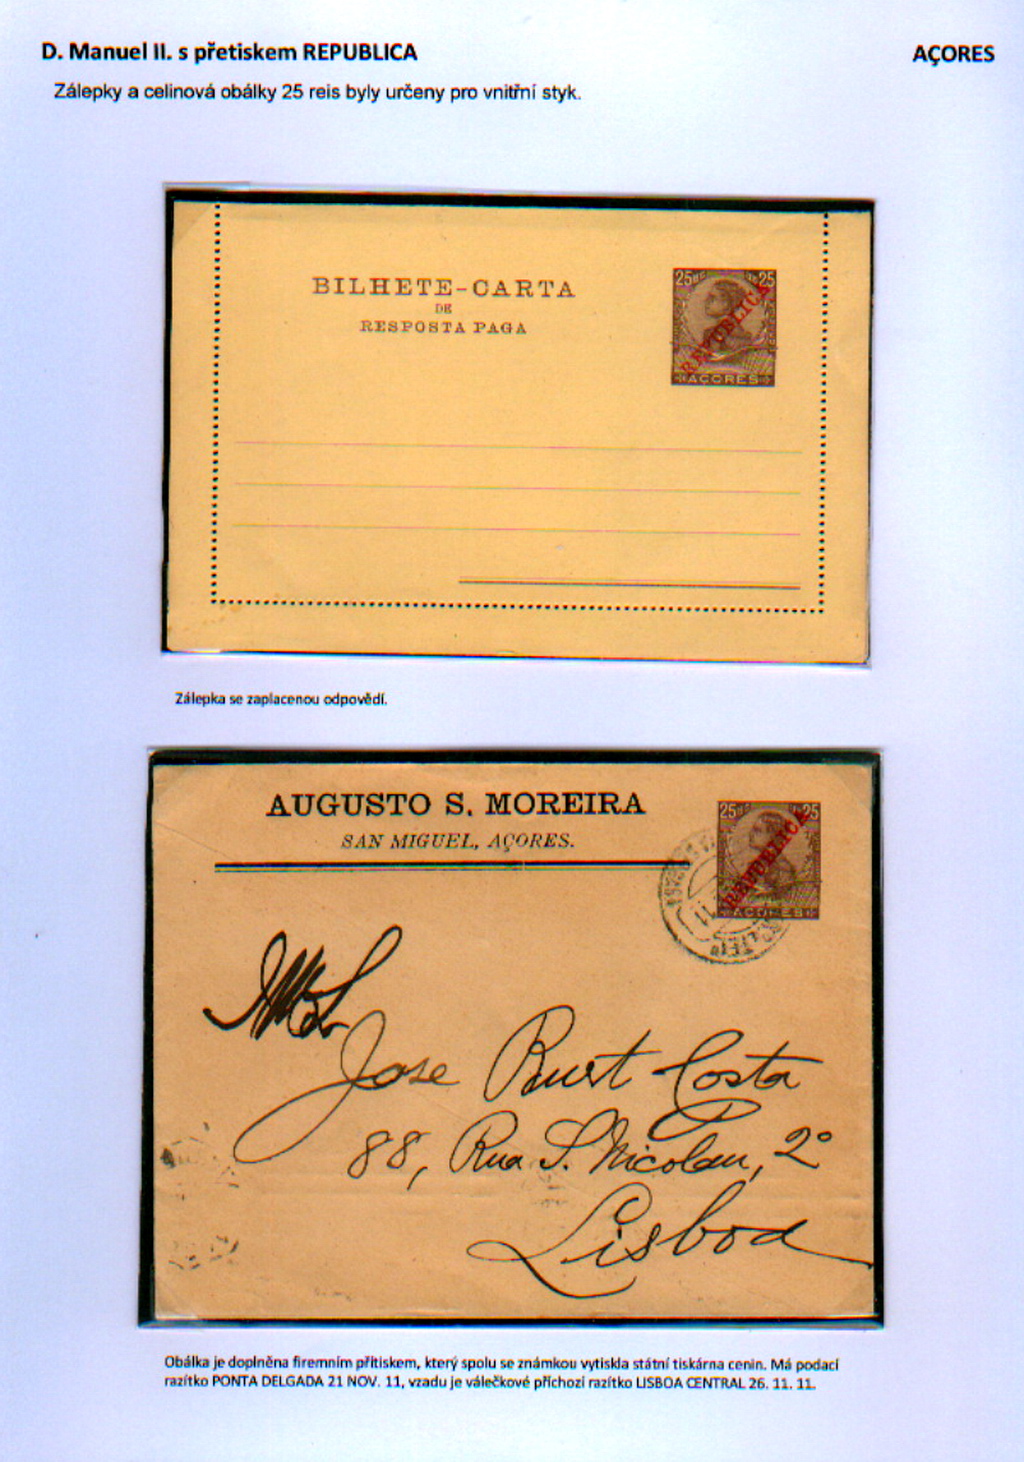 D. Manuel II. s přetiskem REPUBLICA
AÇORES
Zálepky a celinová obálky 25 reis byly určeny pro vnitřní styk.
BILHETE-CARTA
DE
RESPOSTA PAGA
25 25
REPUBLICA
AÇORES
Zálepka se zaplacenou odpovědí.
AUGUSTO S. MOREIRA
SAN MIGUEL, AÇORES.
25 25
REPUBLICA
AÇORES
11
Jose Buert Costa
88, Rua S. Nicolau, 2º
Lisboa
Obálka je doplněna firemním přítiskem, který spolu se známkou vytiskla státní tiskárna cenin. Má podací
razítko PONTA DELGADA 21 NOV. 11, vzadu je válečkové příchozí razítko LISBOA CENTRAL 26. 11. 11.